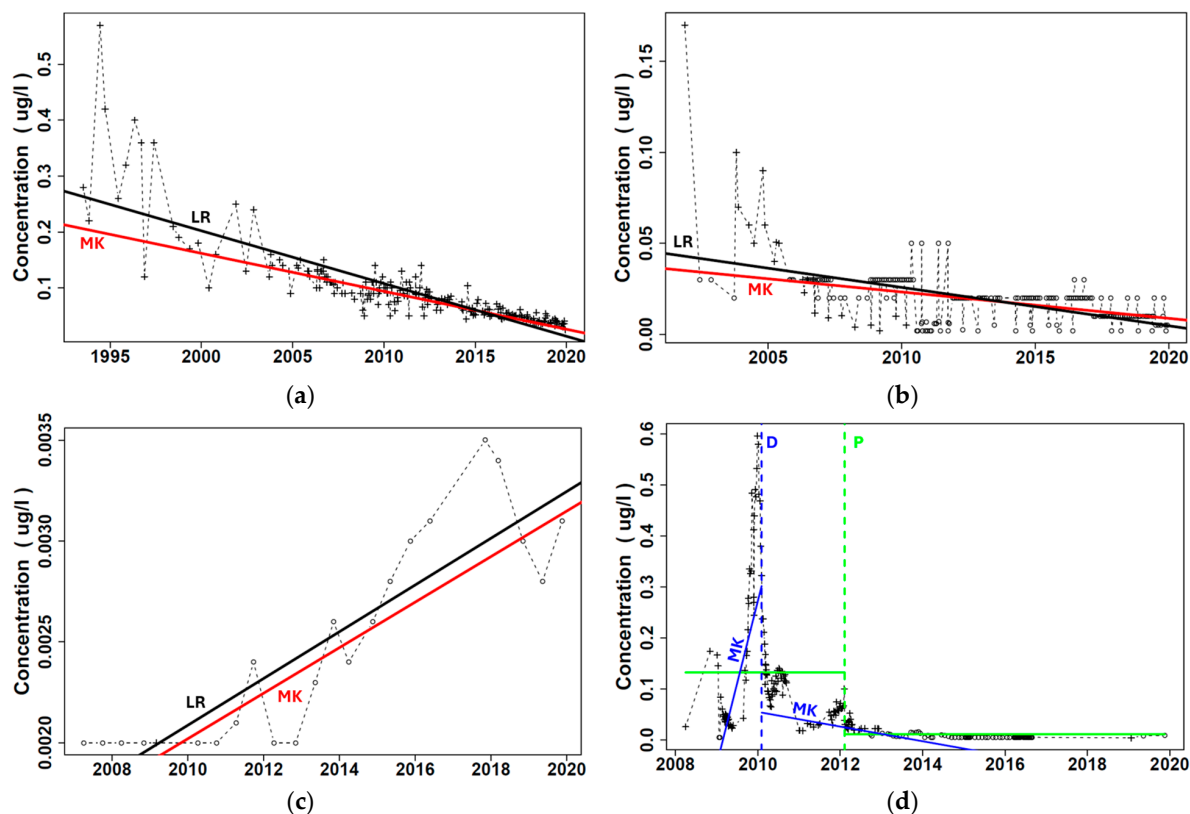 Concentration ( ug/l )
0.5
0.4
0.3
0.2
0.1
LR
MK
1995 2000 2005 2010 2015 2020
(a)
Concentration ( ug/l )
0.15
0.10
0.05
0.00
LR
MK
2005 2010 2015 2020
(b)
Concentration ( ug/l )
0.0035
0.0030
0.0025
0.0020
LR
MK
2008 2010 2012 2014 2016 2018 2020
(c)
Concentration ( ug/l )
0.6
0.5
0.4
0.3
0.2
0.1
0.0
D
P
MK
MK
2008 2010 2012 2014 2016 2018 2020
(d)